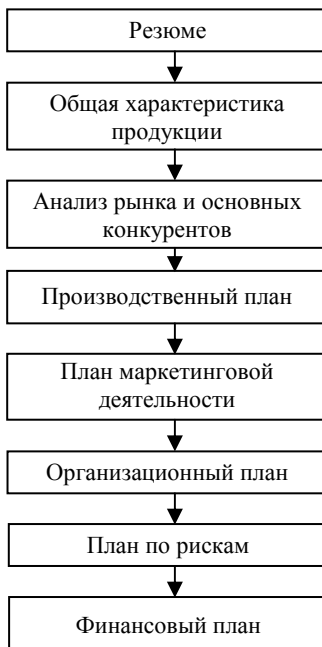 Резюме
Общая характеристика
продукции
Анализ рынка и основных
конкурентов
Производственный план
План маркетинговой
деятельности
Организационный план
План по рискам
Финансовый план